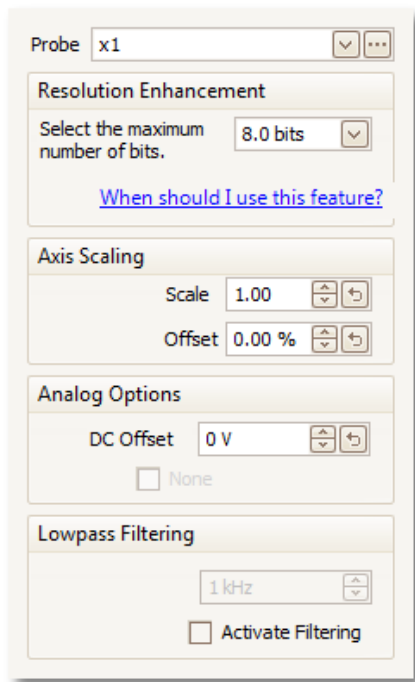 Probe x1
Resolution Enhancement
Select the maximum 8.0 bits
number of bits.
When should I use this feature?
Axis Scaling
Scale 1.00
Offset 0.00 %
Analog Options
DC Offset 0 V
None
Lowpass Filtering
1 kHz
Activate Filtering